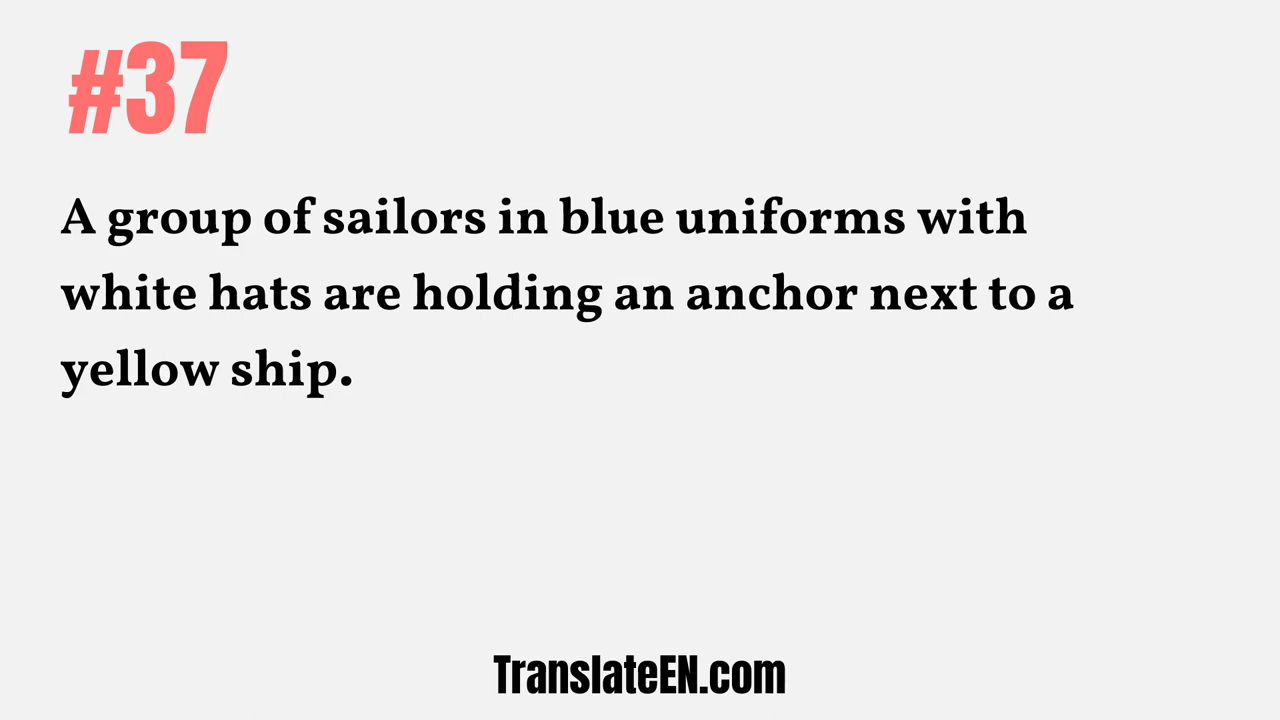 #37
A group of sailors in blue uniforms with
white hats are holding an anchor next to a
yellow ship.
TranslateEN.com